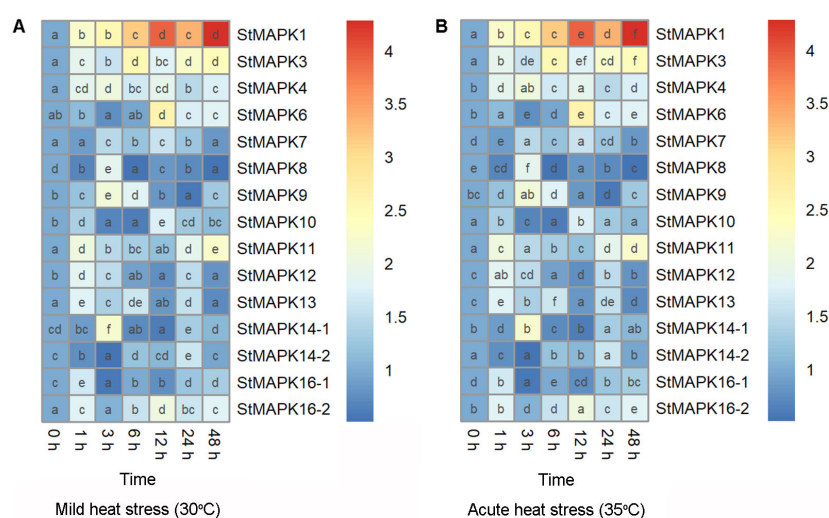 A
a b b c d c d StMAPK1
a c b d bc d d StMAPK3
a cd d bc cd b c StMAPK4
ab b a ab d c c StMAPK6
a a c b c b a StMAPK7
d b e a c b a StMAPK8
b c e d b a c StMAPK9
b d a a e cd bc StMAPK10
a d b bc ab d e StMAPK11
b d c ab a c a StMAPK12
a e c de ab d a StMAPK13
cd bc f ab a e d StMAPK14-1
c b a d cd e c StMAPK14-2
c e a b b d d StMAPK16-1
a c a b d bc c StMAPK16-2
0 h 1 h 3 h 6 h 12 h 24 h 48 h
Time
Mild heat stress (30°C)
4
3.5
3
2.5
2
1.5
1
B
a b c c e d f StMAPK1
a b de c ef cd f StMAPK3
b d ab c a c d StMAPK4
b a e d e c e StMAPK6
d e a c a cd b StMAPK7
e cd f d a b c StMAPK8
bc d ab d a d c StMAPK9
a b c a b a a StMAPK10
a c a b c d d StMAPK11
c ab cd a d b b StMAPK12
c e b f a de d StMAPK13
b d b c b a ab StMAPK14-1
a c a b b a b StMAPK14-2
d b a e cd b bc StMAPK16-1
b b d d a c e StMAPK16-2
0 h 1 h 3 h 6 h 12 h 24 h 48 h
Time
Acute heat stress (35°C)
4
3.5
3
2.5
2
1.5
1